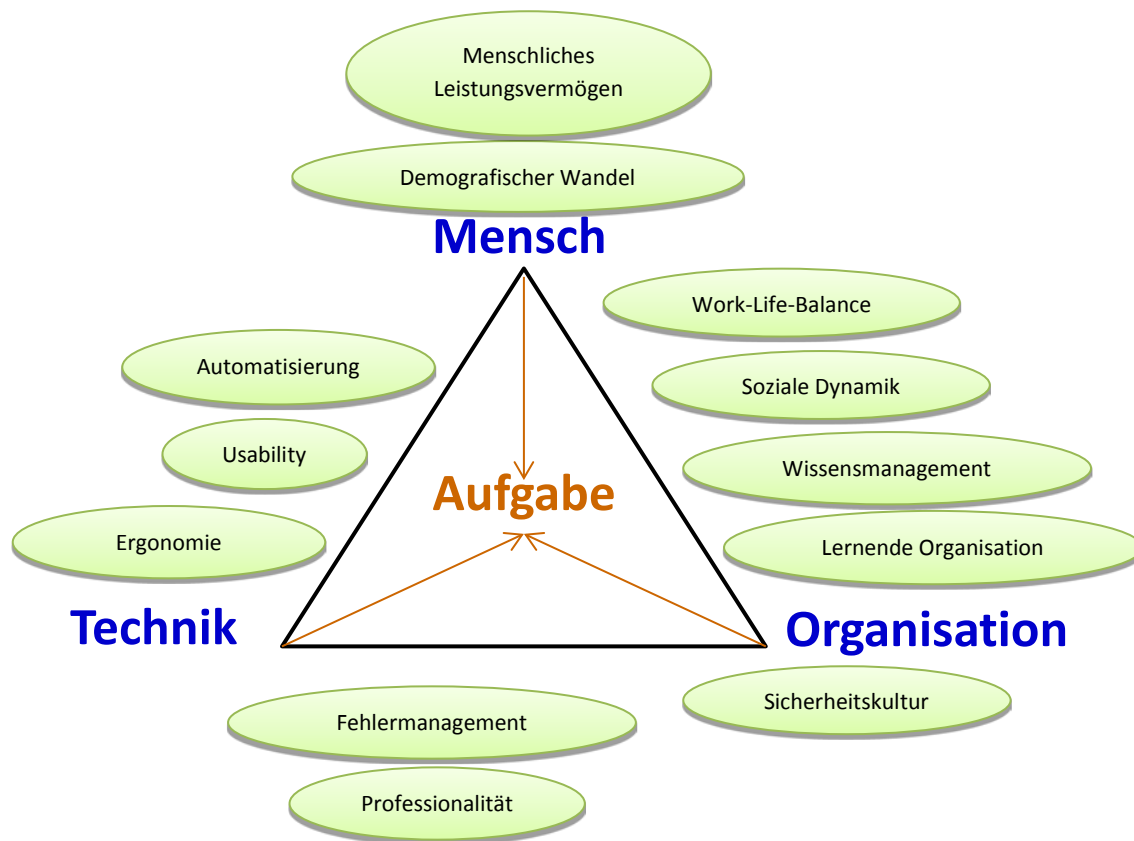 Menschliches
Leistungsvermögen
Demografischer Wandel
Mensch
Work-Life-Balance
Automatisierung
Soziale Dynamik
Usability
Wissensmanagement
Aufgabe
Ergonomie
Lernende Organisation
Technik
Organisation
Sicherheitskultur
Fehlermanagement
Professionalität